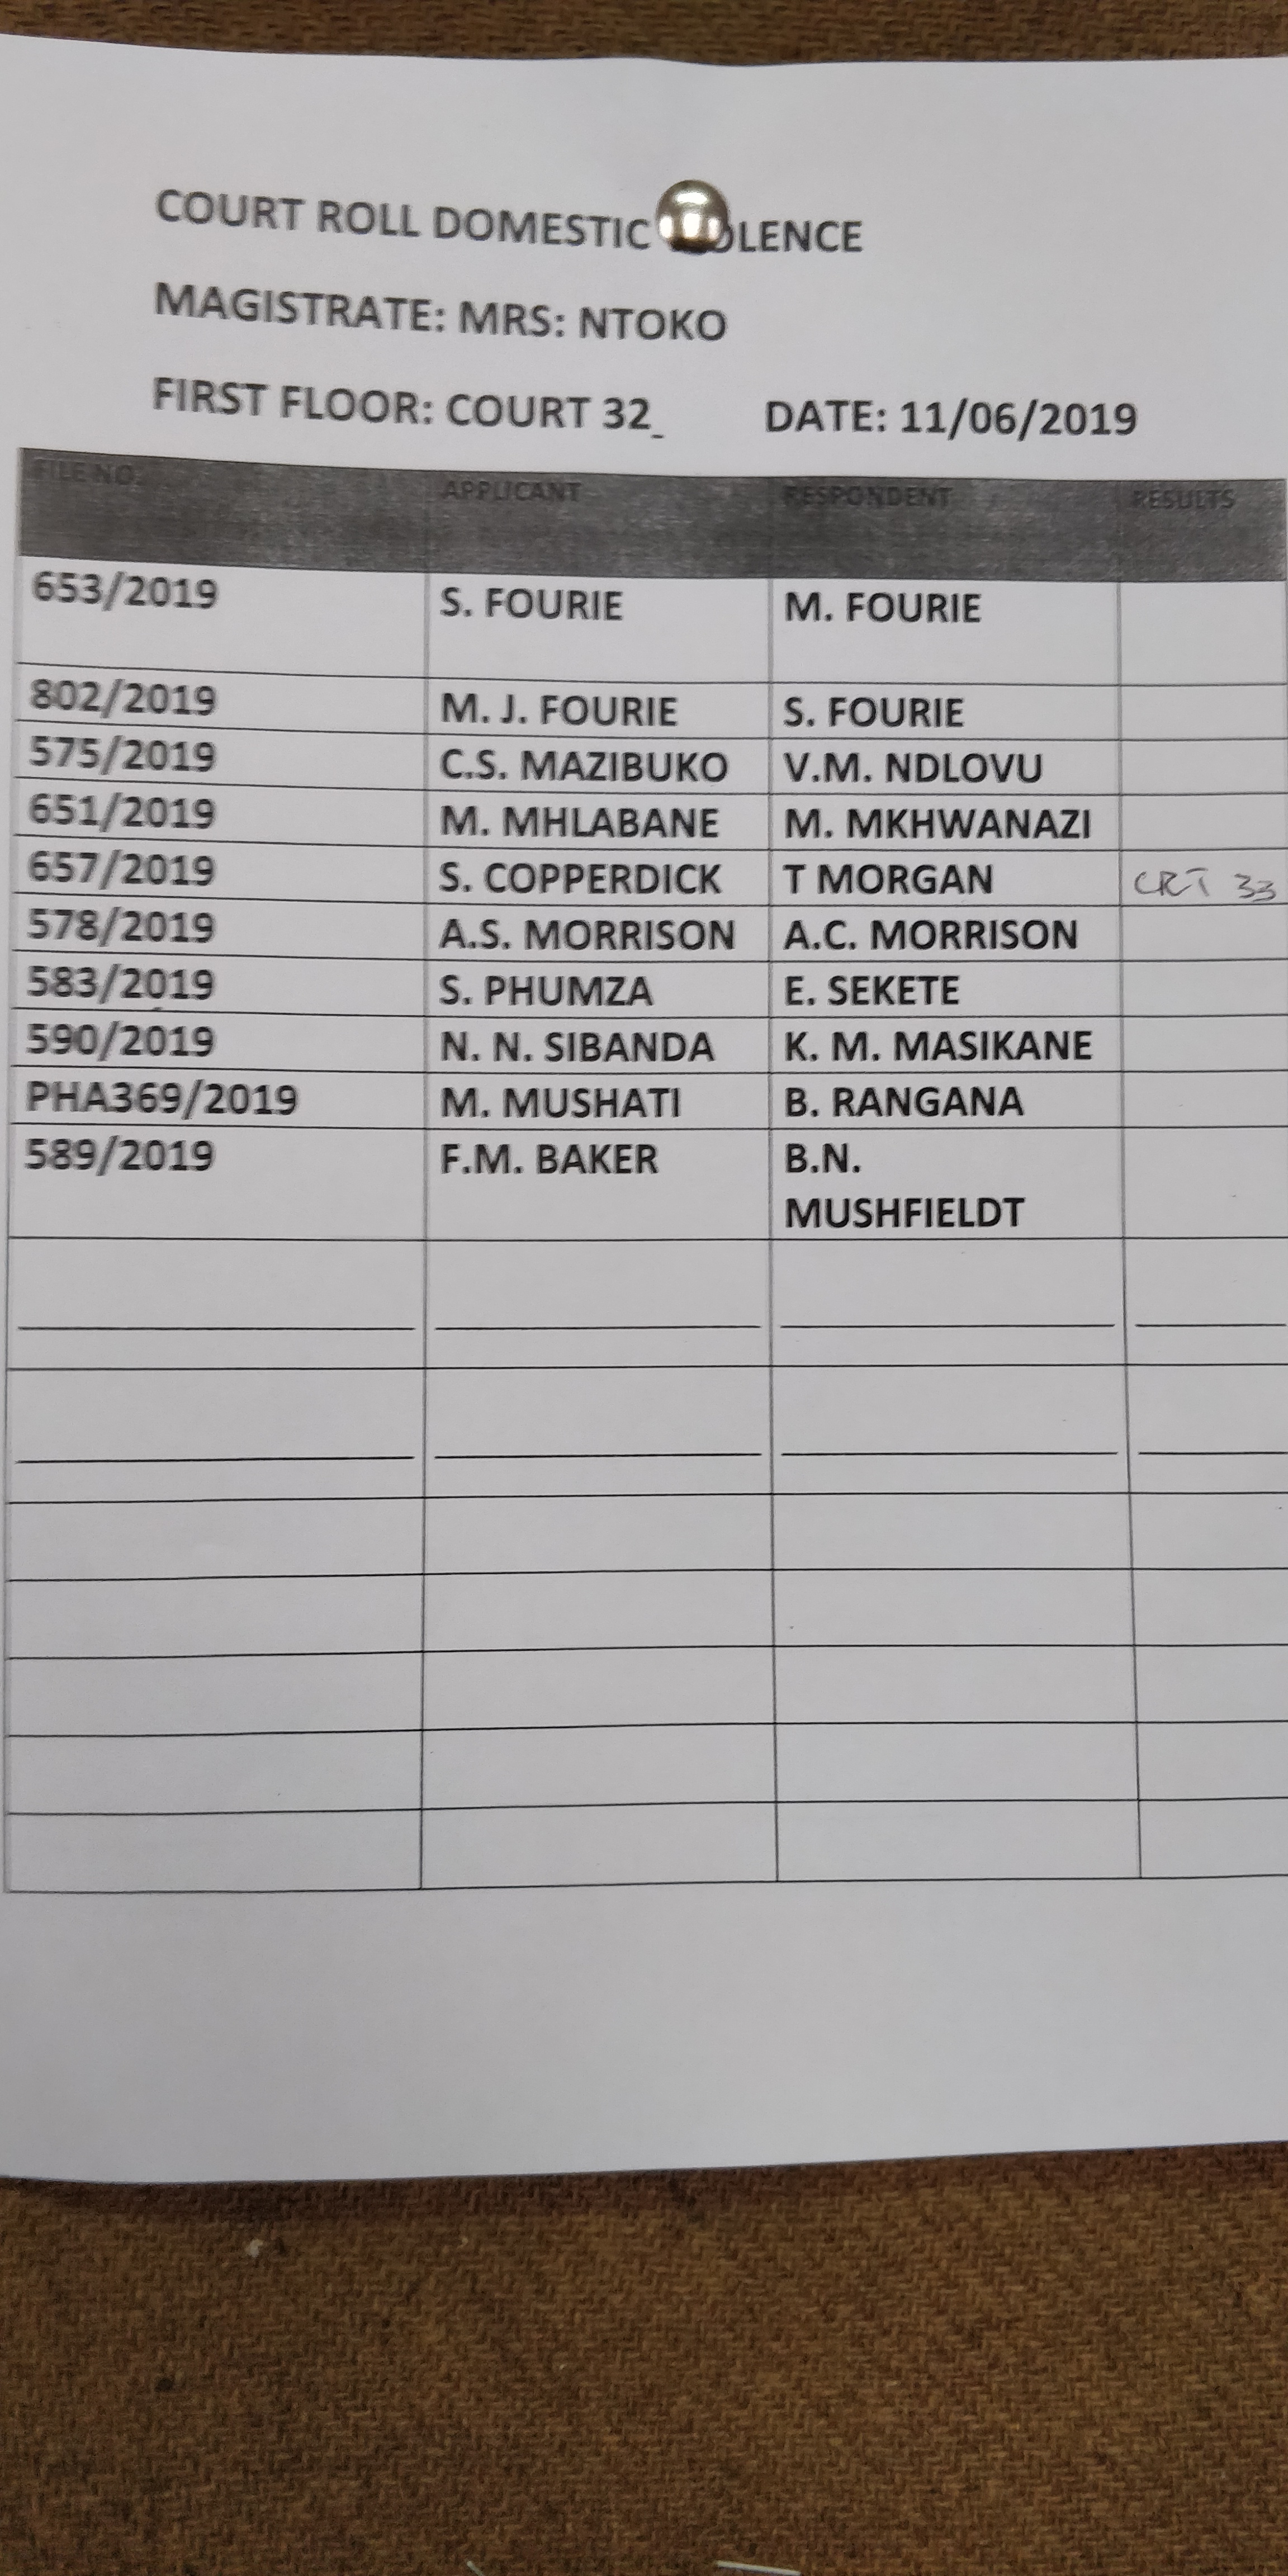 COURT ROLL DOMESTIC OLENCE
MAGISTRATE: MRS: NTOKO
FIRST FLOOR: COURT 32_ DATE: 11/06/2019
FILE NO. APPLICANT RESPONDENT RESULTS
653/2019 S. FOURIE M. FOURIE
802/2019 M. J. FOURIE S. FOURIE
575/2019 C.S. MAZIBUKO V.M. NDLOVU
651/2019 M. MHLABANE M. MKHWANAZI
657/2019 S. COPPERDICK T MORGAN CRT 33
578/2019 A.S. MORRISON A.C. MORRISON
583/2019 S. PHUMZA E. SEKETE
590/2019 N. N. SIBANDA K. M. MASIKANE
PHA369/2019 M. MUSHATI B. RANGANA
589/2019 F.M. BAKER B.N.
MUSHFIELDT